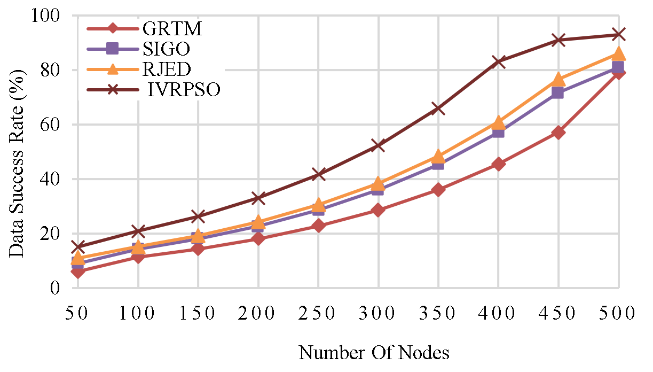 100
80
60
40
20
0
Data Success Rate (%)
GRTM
SIGO
RJED
IVRPSO
50 100 150 200 250 300 350 400 450 500
Number Of Nodes